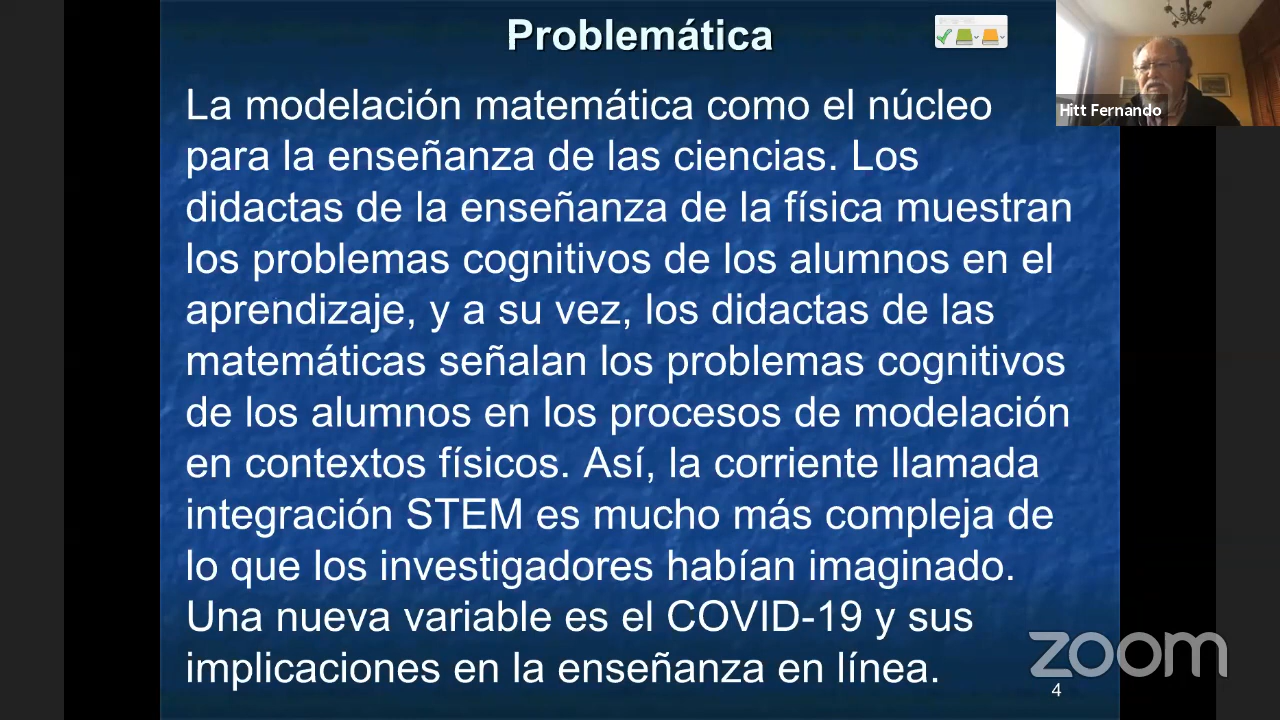 Problemática
Hitt Fernando
La modelación matemática como el núcleo
para la enseñanza de las ciencias. Los
didactas de la enseñanza de la física muestran
los problemas cognitivos de los alumnos en el
aprendizaje, y a su vez, los didactas de las
matemáticas señalan los problemas cognitivos
de los alumnos en los procesos de modelación
en contextos físicos. Así, la corriente llamada
integración STEM es mucho más compleja de
lo que los investigadores habían imaginado.
Una nueva variable es el COVID-19 y sus
implicaciones en la enseñanza en línea.
zoom
4